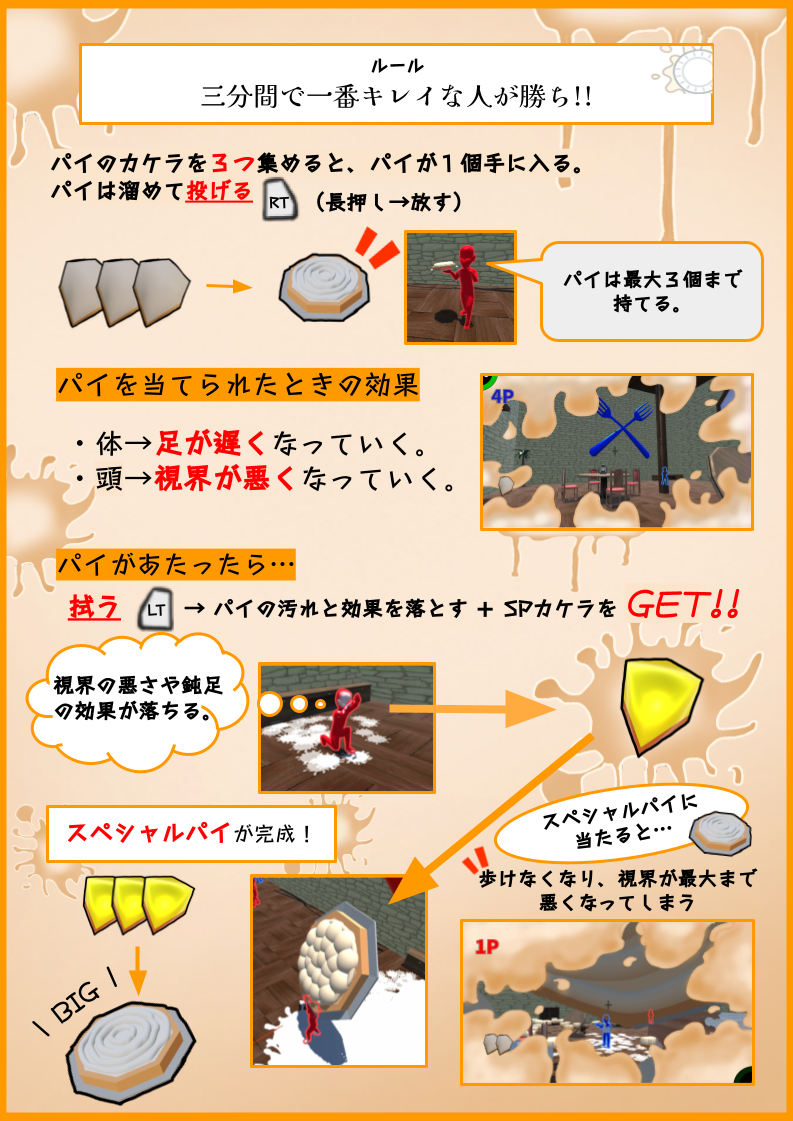 ルール
三分間で一番キレイな人が勝ち!!
パイのカケラを３つ集めると、パイが１個手に入る。
パイは溜めて投げる RT （長押し→放す）
パイは最大３個まで
持てる。
パイを当てられたときの効果
4P
・体→足が遅くなっていく。
・頭→視界が悪くなっていく。
パイがあたったら…
拭う LT → パイの汚れと効果を落とす + SPカケラを GET!!
視界の悪さや鈍足
の効果が落ちる。
スペシャルパイに
当たると…
スペシャルパイが完成！
歩けなくなり、視界が最大まで
悪くなってしまう
1P
\ BIG /